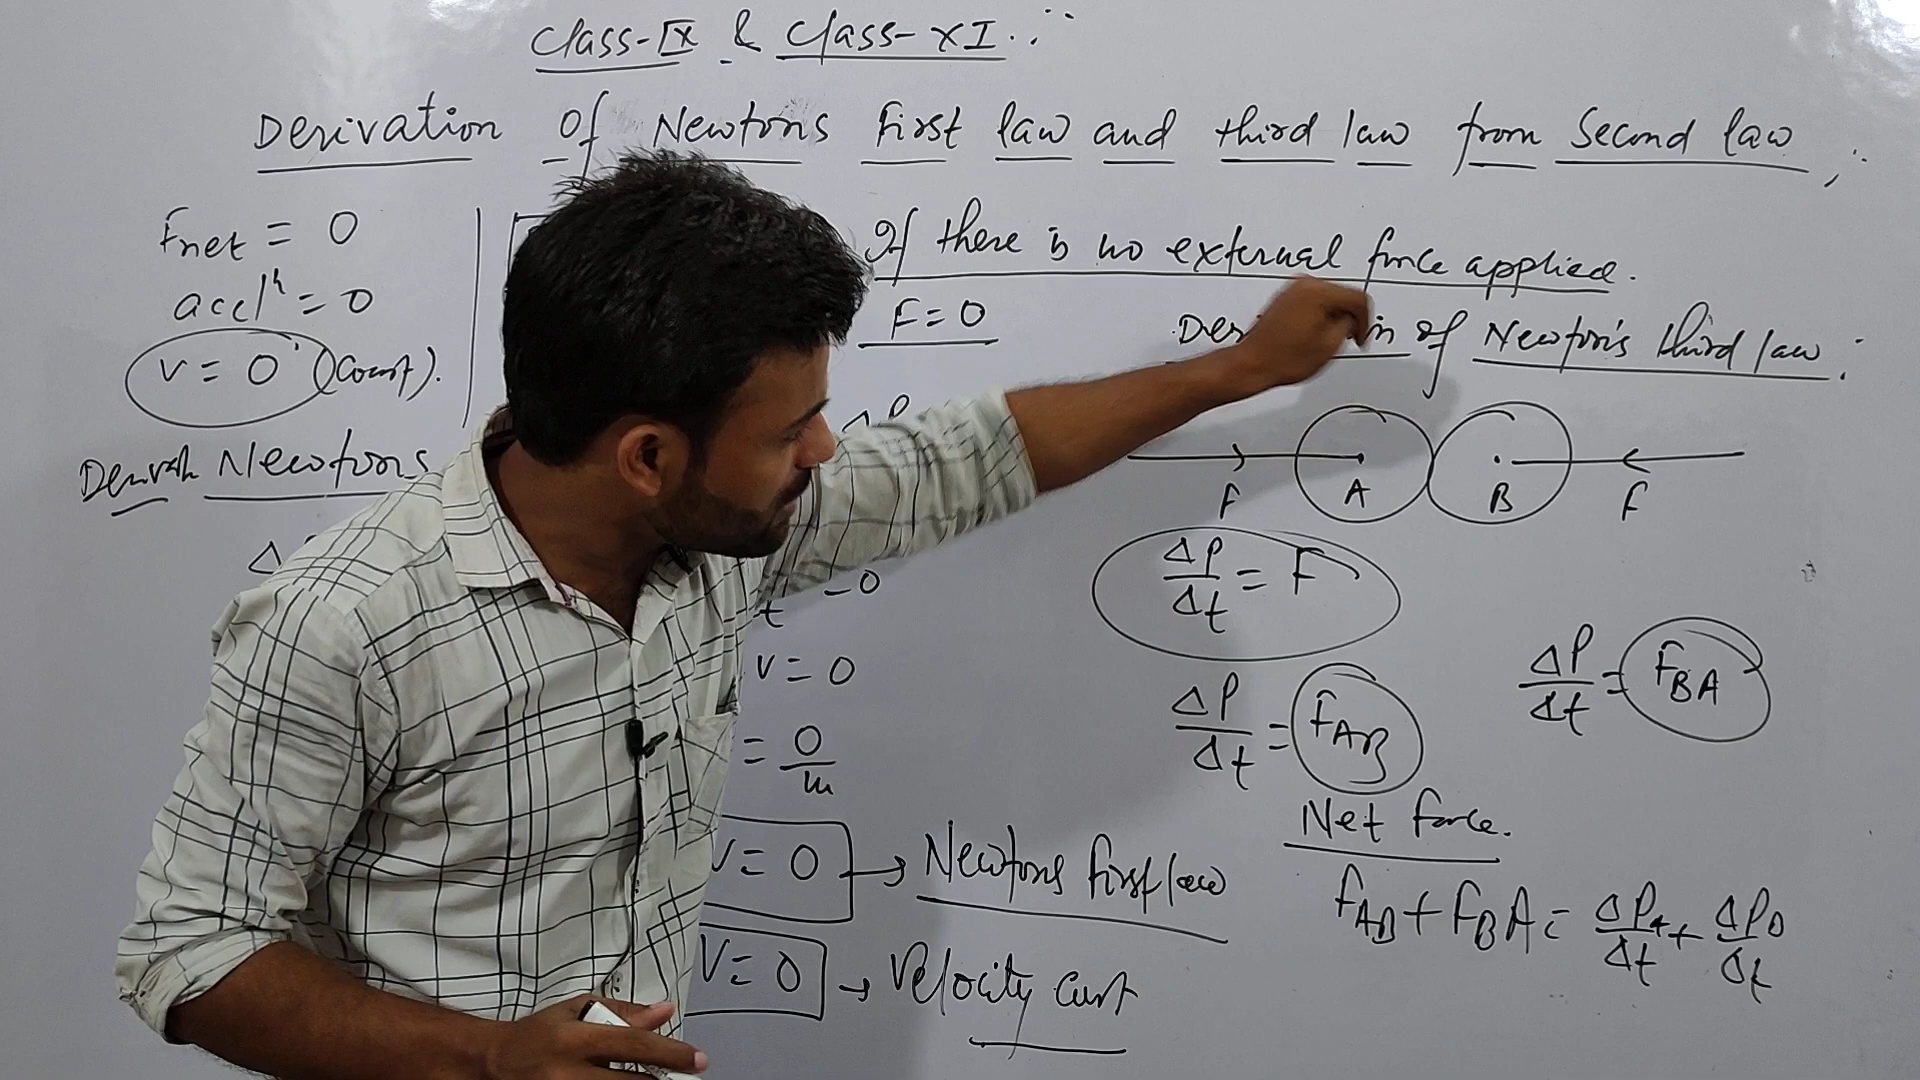 Class-IX & Class-XI.
Derivation of Newtons First law and third law from Second law
Fnet = 0
accl^n = 0
V = 0 (Const).
If there is no external force applied.
F = 0
of Newton's third law
A B
F F
Newtons
ΔP/Δt = F
= 0
V = 0
ΔP/Δt = F_BA
ΔP/Δt = F_AB
= 0/m
Net force.
V = 0 → Newtons first law
F_AB + F_BA = ΔP_A/Δt + ΔP_B/Δt
V = 0 → Velocity const